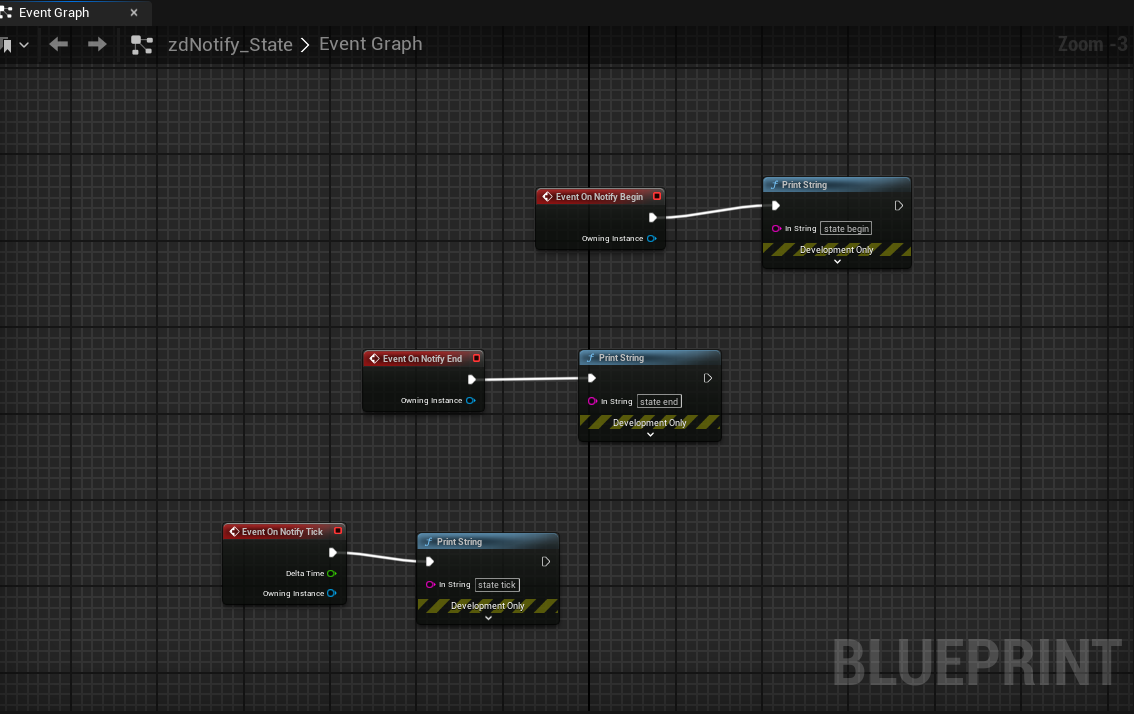 Event Graph
zdNotify_State > Event Graph
Zoom -3
Event On Notify Begin
Owning Instance
Print String
In String state begin
Development Only
Event On Notify End
Owning Instance
Print String
In String state end
Development Only
Event On Notify Tick
Delta Time
Owning Instance
Print String
In String state tick
Development Only
BLUEPRINT